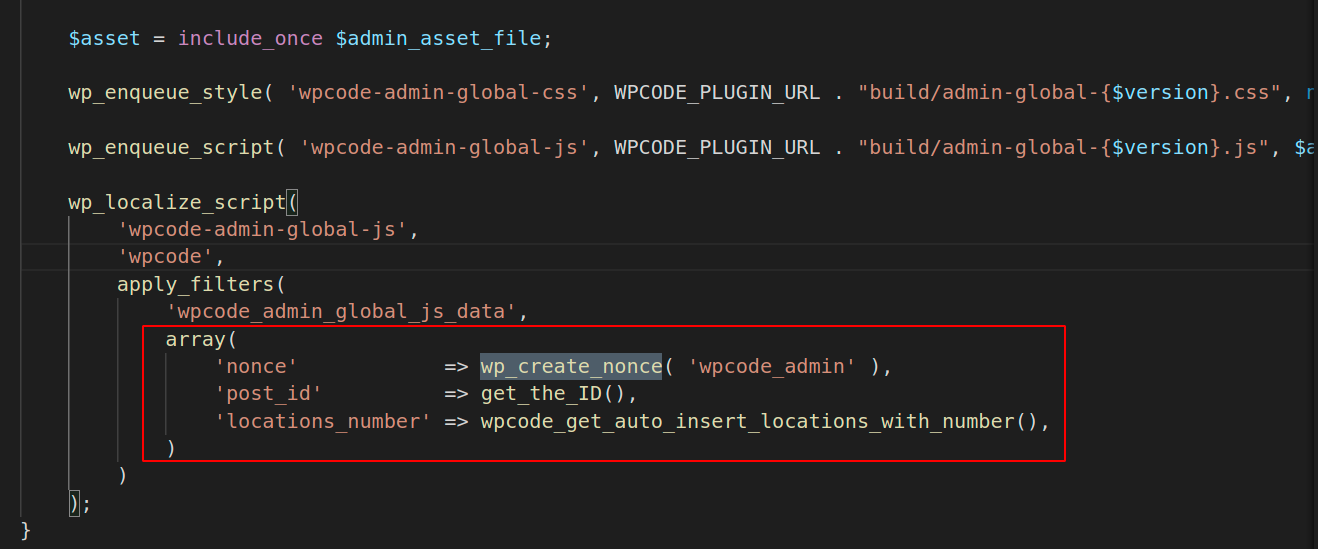 $asset = include_once $admin_asset_file;
wp_enqueue_style( 'wpcode-admin-global-css', WPCODE_PLUGIN_URL . "build/admin-global-{$version}.css", n
wp_enqueue_script( 'wpcode-admin-global-js', WPCODE_PLUGIN_URL . "build/admin-global-{$version}.js", $a
wp_localize_script(
'wpcode-admin-global-js',
'wpcode',
apply_filters(
'wpcode_admin_global_js_data',
array(
'nonce' => wp_create_nonce( 'wpcode_admin' ),
'post_id' => get_the_ID(),
'locations_number' => wpcode_get_auto_insert_locations_with_number(),
)
)
);
}